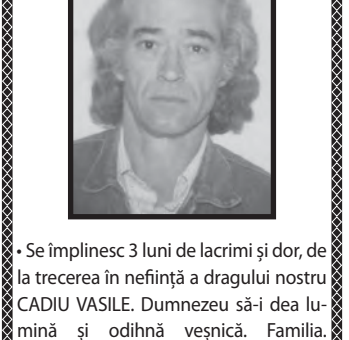 • Se împlinesc 3 luni de lacrimi și dor, de
la trecerea în neființă a dragului nostru
CADIU VASILE. Dumnezeu să-i dea lu-
mină și odihnă veșnică. Familia.